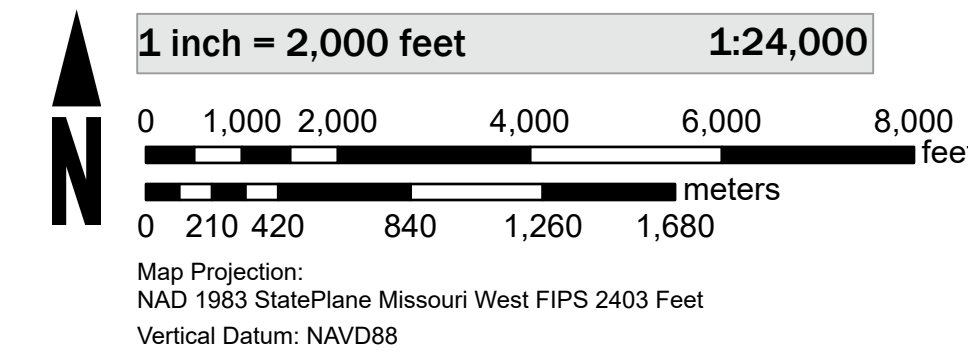 1 inch = 2,000 feet 1:24,000
0 1,000 2,000 4,000 6,000 8,000
feet
N
meters
0 210 420 840 1,260 1,680
Map Projection:
NAD 1983 StatePlane Missouri West FIPS 2403 Feet
Vertical Datum: NAVD88